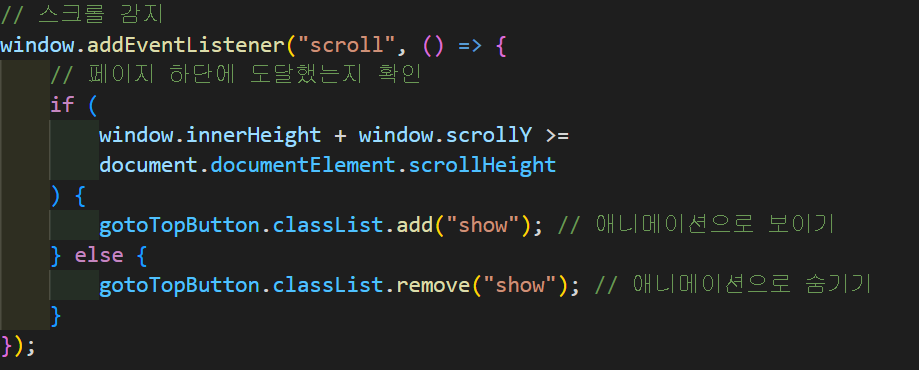 // 스크롤 감지
window.addEventListener("scroll", () => {
// 페이지 하단에 도달했는지 확인
if (
window.innerHeight + window.scrollY >=
document.documentElement.scrollHeight
) {
gotoTopButton.classList.add("show"); // 애니메이션으로 보이기
} else {
gotoTopButton.classList.remove("show"); // 애니메이션으로 숨기기
}
});